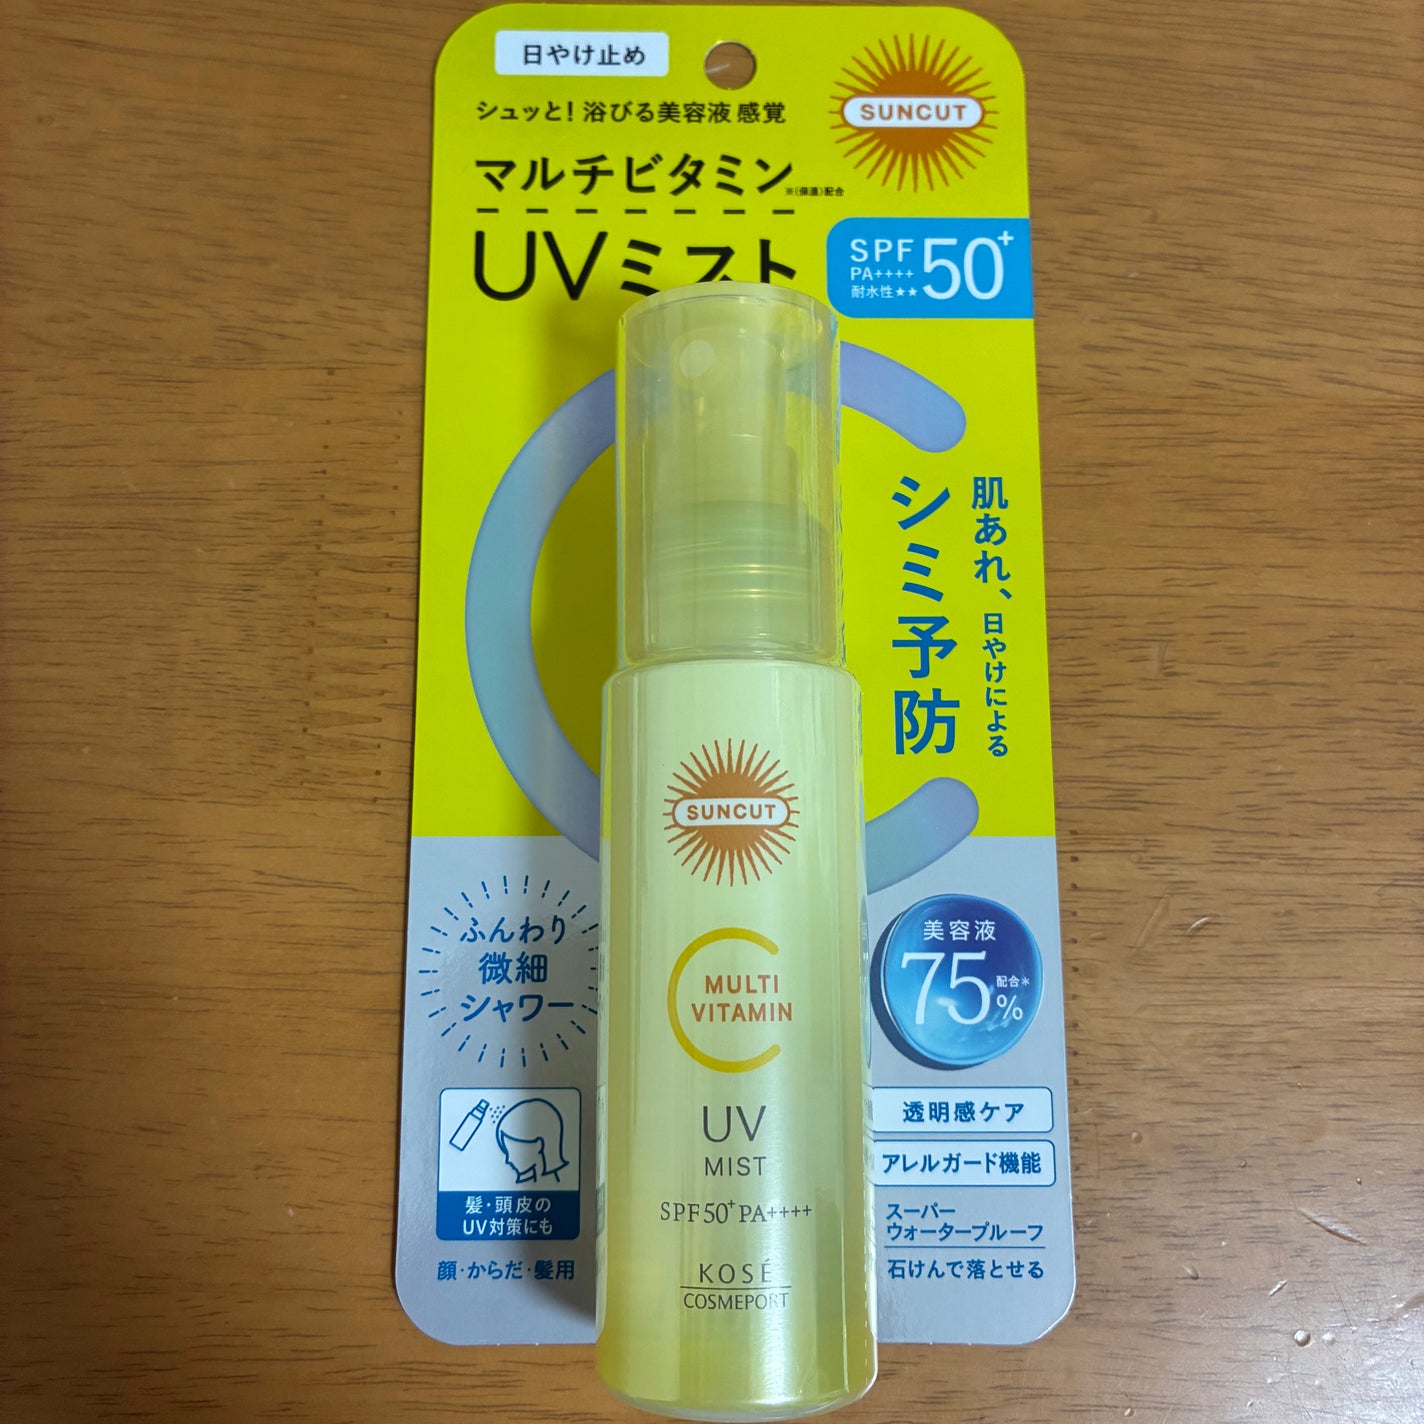 日やけ止め
シュッと！浴びる美容液感覚
マルチビタミン※(保湿)配合
UVミスト
SUNCUT
SPF50+
PA++++
耐水性★★
肌あれ、日やけによる
シミ予防
ふんわり
微細
シャワー
髪・頭皮の
UV対策にも
顔・からだ・髪用
美容液
75%
配合*
透明感ケア
アレルガード機能
スーパー
ウォータープルーフ
石けんで落とせる
SUNCUT
MULTI
VITAMIN
UV
MIST
SPF50+PA++++
KOSÉ
COSMEPORT